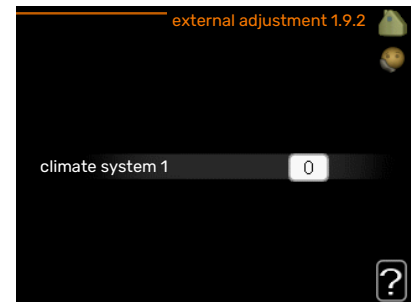 external adjustment 1.9.2
climate system 1
0
?